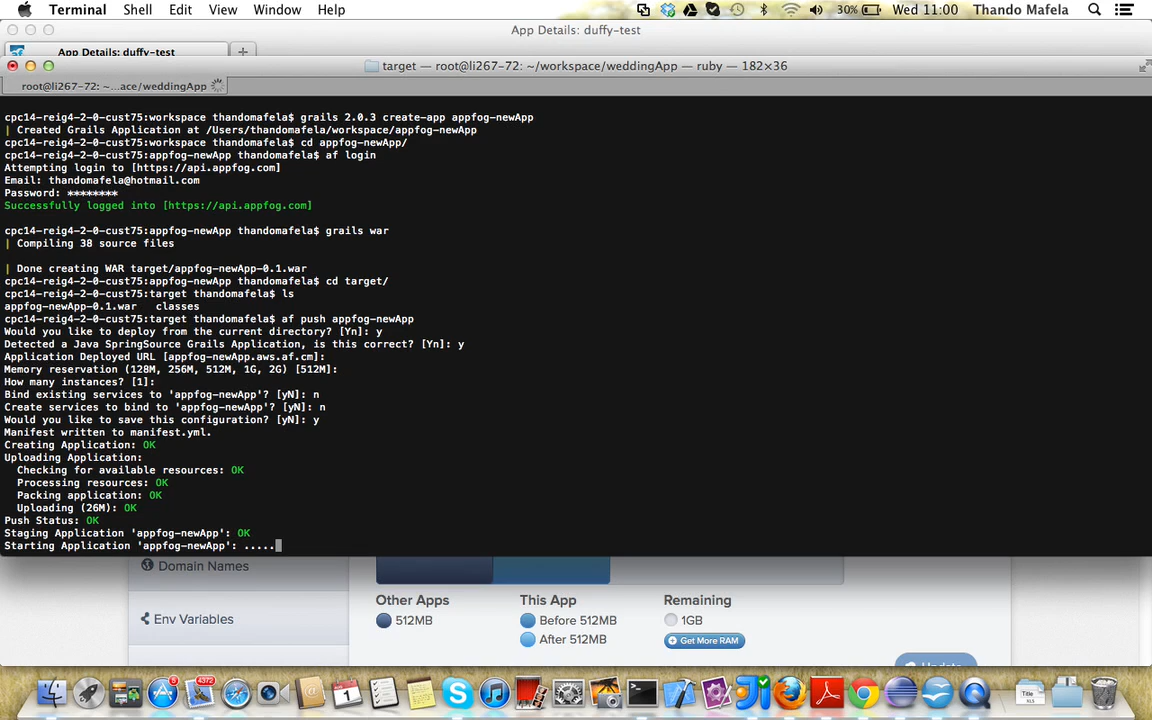 Terminal Shell Edit View Window Help 30% Wed 11:00 Thando Mafela
App Details: duffy-test
App Details: duffy-test
target — root@li267-72: ~/workspace/weddingApp — ruby — 182×36
root@li267-72: ~...ace/weddingApp
cpc14-reig4-2-0-cust75:workspace thandomafela$ grails 2.0.3 create-app appfog-newApp
| Created Grails Application at /Users/thandomafela/workspace/appfog-newApp
cpc14-reig4-2-0-cust75:workspace thandomafela$ cd appfog-newApp/
cpc14-reig4-2-0-cust75:appfog-newApp thandomafela$ af login
Attempting login to [https://api.appfog.com]
Email: thandomafela@hotmail.com
Password: ********
Successfully logged into [https://api.appfog.com]
cpc14-reig4-2-0-cust75:appfog-newApp thandomafela$ grails war
| Compiling 38 source files
| Done creating WAR target/appfog-newApp-0.1.war
cpc14-reig4-2-0-cust75:appfog-newApp thandomafela$ cd target/
cpc14-reig4-2-0-cust75:target thandomafela$ ls
appfog-newApp-0.1.war classes
cpc14-reig4-2-0-cust75:target thandomafela$ af push appfog-newApp
Would you like to deploy from the current directory? [Yn]: y
Detected a Java SpringSource Grails Application, is this correct? [Yn]: y
Application Deployed URL [appfog-newApp.aws.af.cm]:
Memory reservation (128M, 256M, 512M, 1G, 2G) [512M]:
How many instances? [1]:
Bind existing services to 'appfog-newApp'? [yN]: n
Create services to bind to 'appfog-newApp'? [yN]: n
Would you like to save this configuration? [yN]: y
Manifest written to manifest.yml.
Creating Application: OK
Uploading Application:
Checking for available resources: OK
Processing resources: OK
Packing application: OK
Uploading (26M): OK
Push Status: OK
Staging Application 'appfog-newApp': OK
Starting Application 'appfog-newApp': .....
Domain Names
Env Variables
Other Apps This App Remaining
512MB Before 512MB 1GB
After 512MB Get More RAM
Update